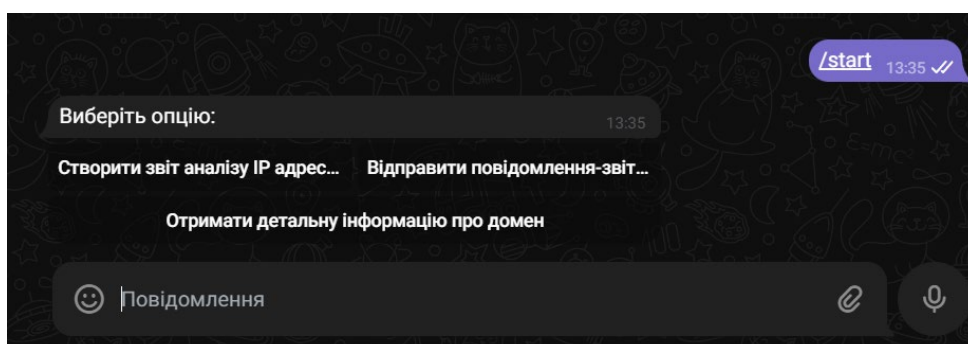 /start 13:35
Виберіть опцію: 13:35
Створити звіт аналізу IP адрес... Відправити повідомлення-звіт...
Отримати детальну інформацію про домен
Повідомлення